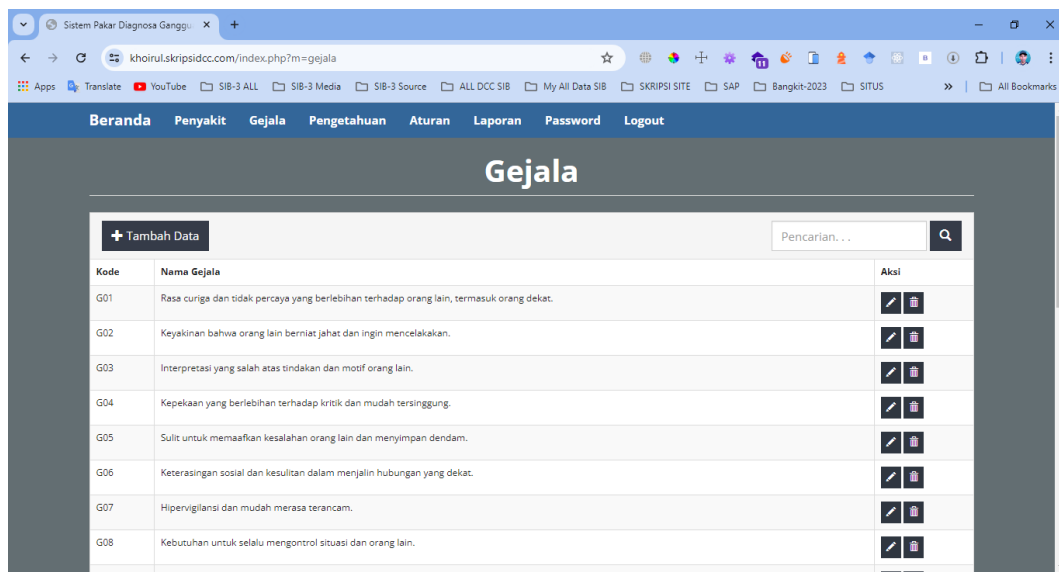 Sistem Pakar Diagnosa Ganggu
khoirul.skripsidcc.com/index.php?m=gejala
11
Apps Translate YouTube SIB-3 ALL SIB-3 Media SIB-3 Source ALL DCC SIB My All Data SIB SKRIPSI SITE SAP Bangkit-2023 SITUS » All Bookmarks
Beranda Penyakit Gejala Pengetahuan Aturan Laporan Password Logout
Gejala
Tambah Data Pencarian. . .
Kode Nama Gejala Aksi
G01 Rasa curiga dan tidak percaya yang berlebihan terhadap orang lain, termasuk orang dekat.
G02 Keyakinan bahwa orang lain berniat jahat dan ingin mencelakakan.
G03 Interpretasi yang salah atas tindakan dan motif orang lain.
G04 Kepekaan yang berlebihan terhadap kritik dan mudah tersinggung.
G05 Sulit untuk memaafkan kesalahan orang lain dan menyimpan dendam.
G06 Keterasingan sosial dan kesulitan dalam menjalin hubungan yang dekat.
G07 Hipervigilansi dan mudah merasa terancam.
G08 Kebutuhan untuk selalu mengontrol situasi dan orang lain.